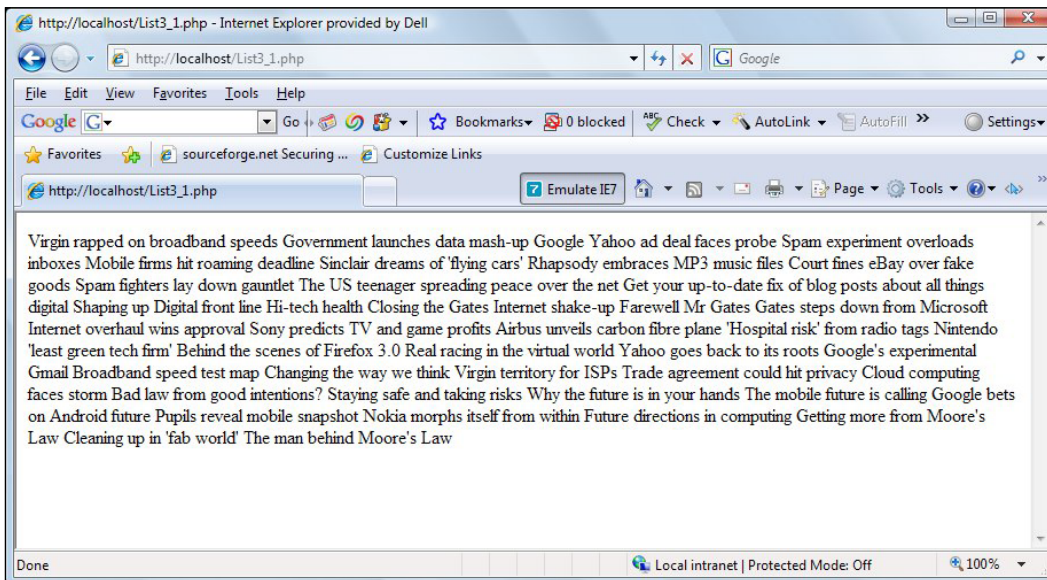 http://localhost/List3_1.php - Internet Explorer provided by Dell
http://localhost/List3_1.php Google
File Edit View Favorites Tools Help
Google G Go Bookmarks 0 blocked ABC Check AutoLink AutoFill Settings
Favorites sourceforge.net Securing ... Customize Links
http://localhost/List3_1.php 7 Emulate IE7 Page Tools
Virgin rapped on broadband speeds Government launches data mash-up Google Yahoo ad deal faces probe Spam experiment overloads
inboxes Mobile firms hit roaming deadline Sinclair dreams of 'flying cars' Rhapsody embraces MP3 music files Court fines eBay over fake
goods Spam fighters lay down gauntlet The US teenager spreading peace over the net Get your up-to-date fix of blog posts about all things
digital Shaping up Digital front line Hi-tech health Closing the Gates Internet shake-up Farewell Mr Gates Gates steps down from Microsoft
Internet overhaul wins approval Sony predicts TV and game profits Airbus unveils carbon fibre plane 'Hospital risk' from radio tags Nintendo
'least green tech firm' Behind the scenes of Firefox 3.0 Real racing in the virtual world Yahoo goes back to its roots Google's experimental
Gmail Broadband speed test map Changing the way we think Virgin territory for ISPs Trade agreement could hit privacy Cloud computing
faces storm Bad law from good intentions? Staying safe and taking risks Why the future is in your hands The mobile future is calling Google bets
on Android future Pupils reveal mobile snapshot Nokia morphs itself from within Future directions in computing Getting more from Moore's
Law Cleaning up in 'fab world' The man behind Moore's Law
Done Local intranet | Protected Mode: Off 100%